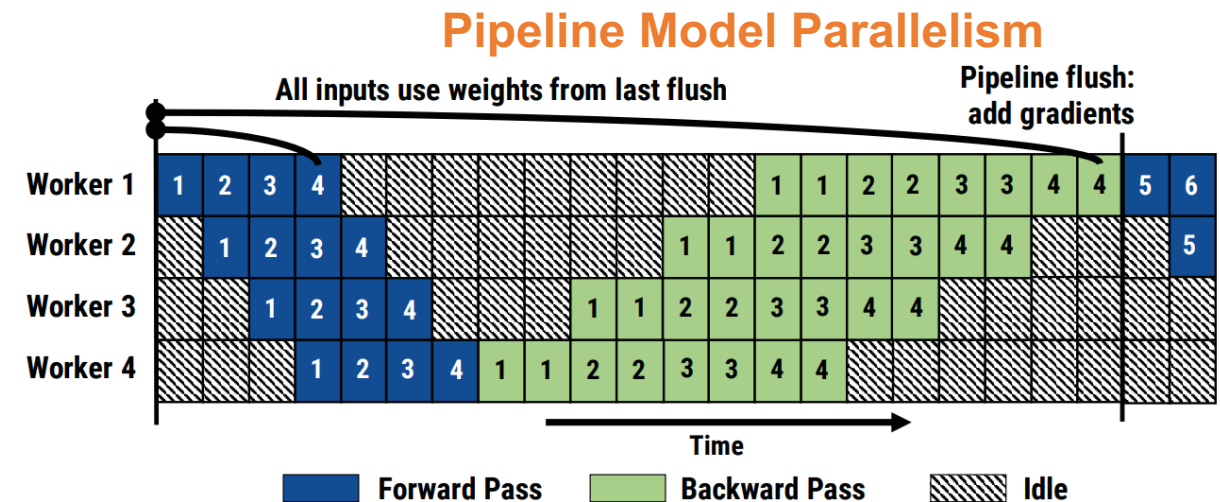 Pipeline Model Parallelism
All inputs use weights from last flush
Pipeline flush:
add gradients
Worker 1 1 2 3 4 1 1 2 2 3 3 4 4 5 6
Worker 2 1 2 3 4 1 1 2 2 3 3 4 4 5
Worker 3 1 2 3 4 1 1 2 2 3 3 4 4
Worker 4 1 2 3 4 1 1 2 2 3 3 4 4
Time
Forward Pass Backward Pass Idle